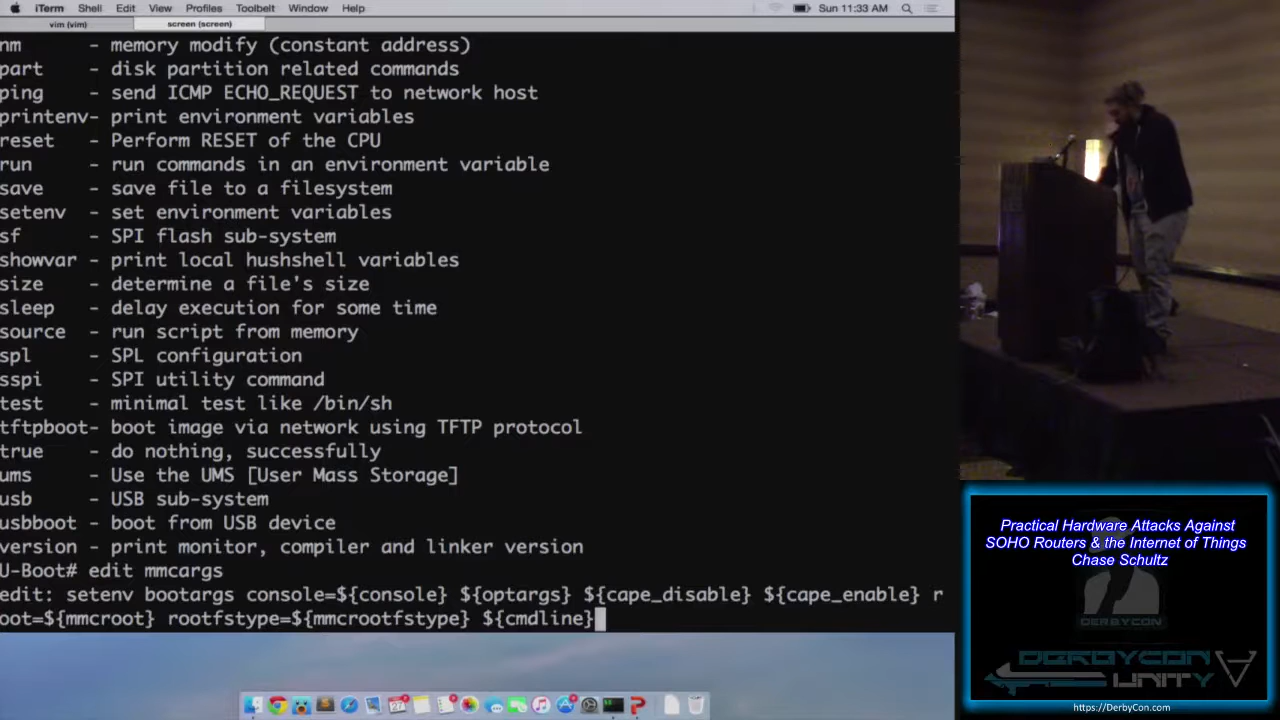 iTerm Shell Edit View Profiles Toolbelt Window Help Sun 11:33 AM
vim (vim) screen (screen)
nm - memory modify (constant address)
part - disk partition related commands
ping - send ICMP ECHO_REQUEST to network host
printenv- print environment variables
reset - Perform RESET of the CPU
run - run commands in an environment variable
save - save file to a filesystem
setenv - set environment variables
sf - SPI flash sub-system
showvar - print local hushshell variables
size - determine a file's size
sleep - delay execution for some time
source - run script from memory
spl - SPL configuration
sspi - SPI utility command
test - minimal test like /bin/sh
tftpboot- boot image via network using TFTP protocol
true - do nothing, successfully
ums - Use the UMS [User Mass Storage]
usb - USB sub-system
usbboot - boot from USB device
version - print monitor, compiler and linker version
U-Boot# edit mmcargs
edit: setenv bootargs console=${console} ${optargs} ${cape_disable} ${cape_enable} r
oot=${mmcroot} rootfstype=${mmcrootfstype} ${cmdline}
Practical Hardware Attacks Against
SOHO Routers & the Internet of Things
Chase Schultz
DERBYCON
DERBYCON
UNITY
https://DerbyCon.com